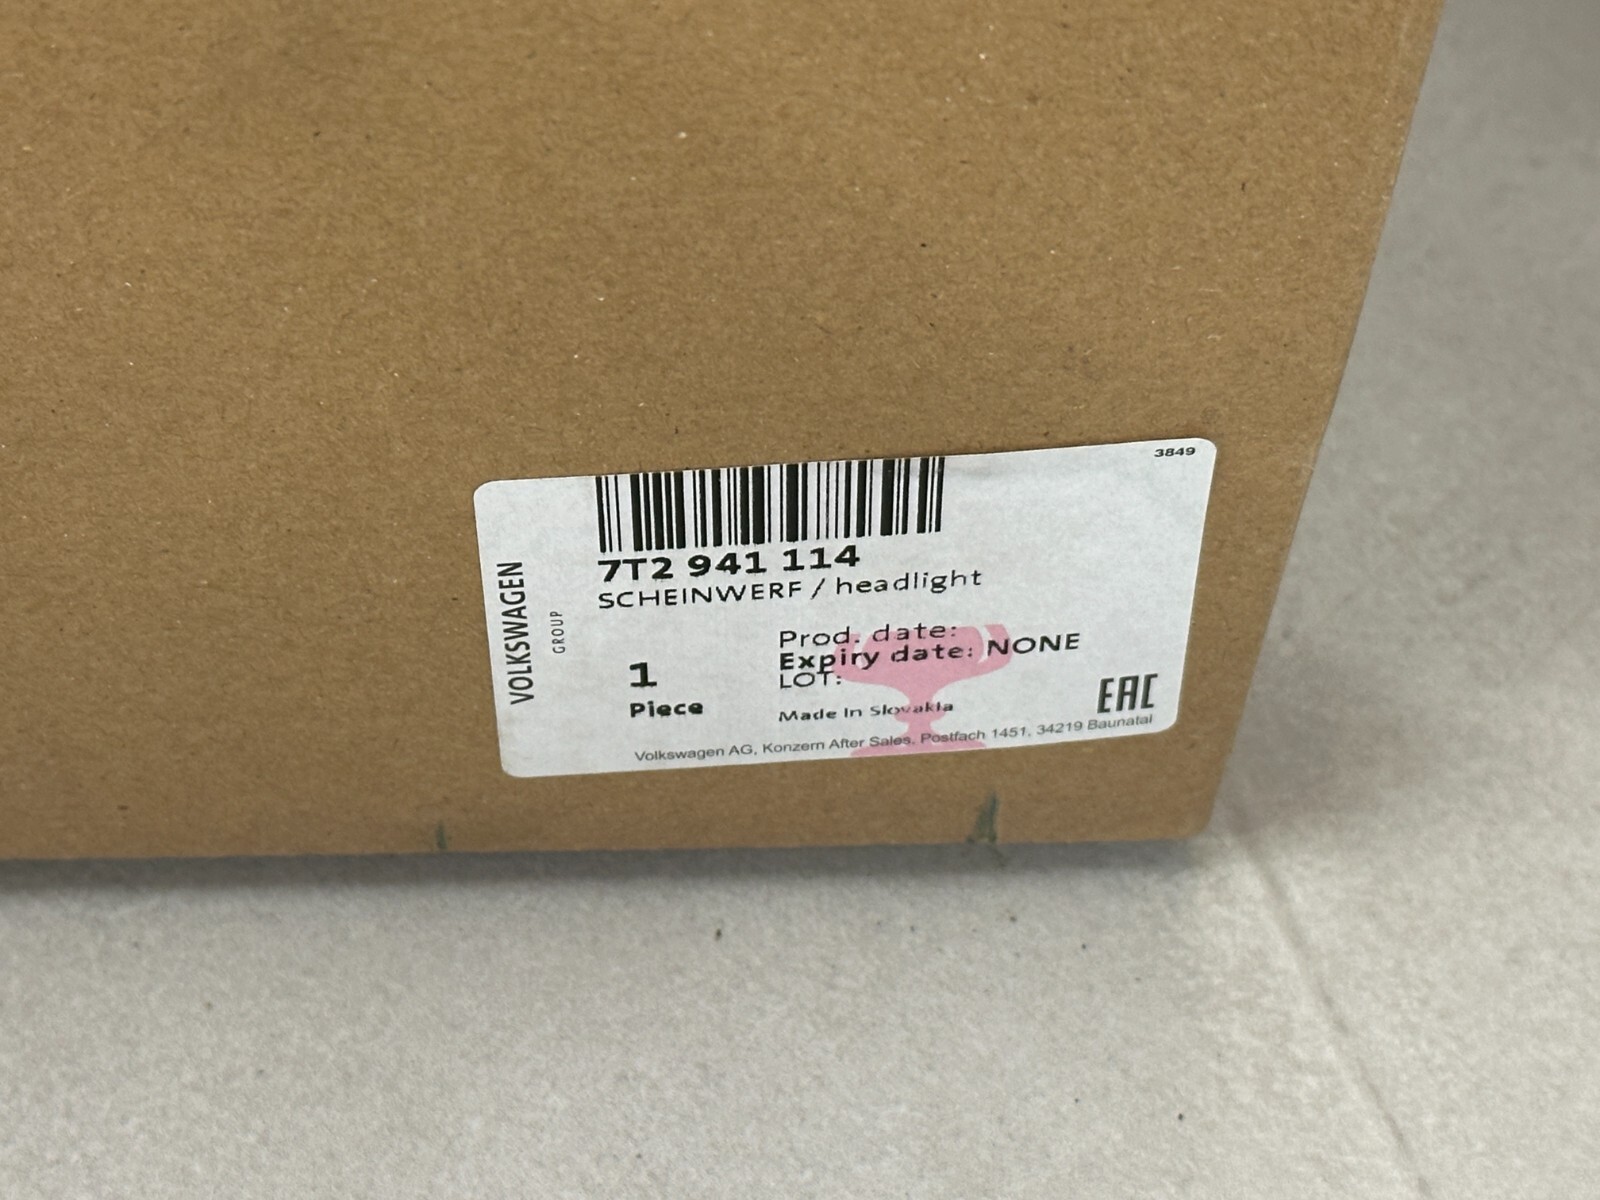 3849
7T2 941 114
SCHEINWERF / headlight
VOLKSWAGEN
GROUP
Prod. date:
Expiry date: NONE
LOT:
1
Piece
Made In Slovakia
EAC
Volkswagen AG, Konzern After Sales, Postfach 1451, 34219 Baunatal